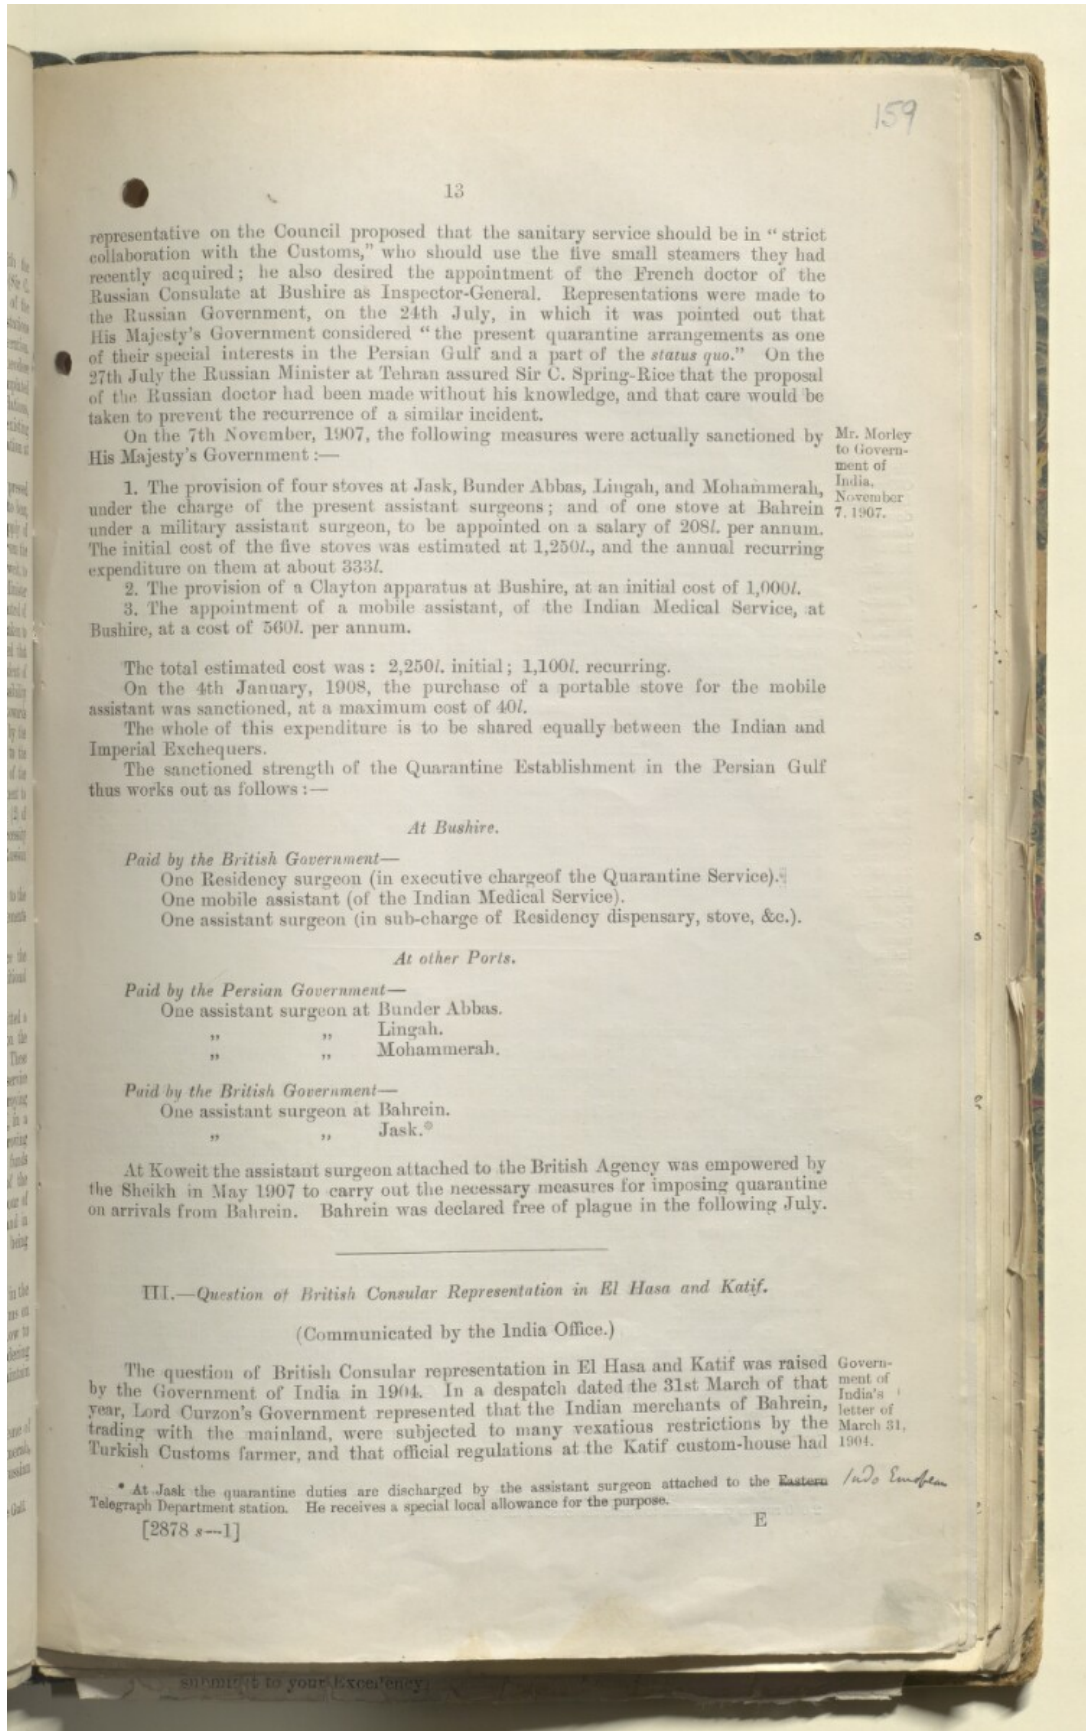 159
13
representative on the Council proposed that the sanitary service should be in “ strict
collaboration with the Customs,” who should use the five small steamers they had
recently acquired; he also desired the appointment of the French doctor of the
Russian Consulate at Bushire as Inspector-General. Representations were made to
the Russian Government, on the 24th July, in which it was pointed out that
His Majesty's Government considered “ the present quarantine arrangements as one
of their special interests in the Persian Gulf and a part of the status quo.” On the
27th July the Russian Minister at Tehran assured Sir C. Spring-Rice that the proposal
of the Russian doctor had been made without his knowledge, and that care would be
taken to prevent the recurrence of a similar incident.
On the 7th November, 1907, the following measures were actually sanctioned by
His Majesty's Government :—
Mr. Morley
to Govern-
ment of
India,
November
7, 1907.
1. The provision of four stoves at Jask, Bunder Abbas, Lingah, and Mohammerah,
under the charge of the present assistant surgeons; and of one stove at Bahrein
under a military assistant surgeon, to be appointed on a salary of 208l. per annum.
The initial cost of the five stoves was estimated at 1,250l., and the annual recurring
expenditure on them at about 333l.
2. The provision of a Clayton apparatus at Bushire, at an initial cost of 1,000l.
3. The appointment of a mobile assistant, of the Indian Medical Service, at
Bushire, at a cost of 560l. per annum.
The total estimated cost was : 2,250l. initial ; 1,100l. recurring.
On the 4th January, 1908, the purchase of a portable stove for the mobile
assistant was sanctioned, at a maximum cost of 40l.
The whole of this expenditure is to be shared equally between the Indian and
Imperial Exchequers.
The sanctioned strength of the Quarantine Establishment in the Persian Gulf
thus works out as follows :—
At Bushire.
Paid by the British Government—
One Residency surgeon (in executive chargeof the Quarantine Service).
One mobile assistant (of the Indian Medical Service).
One assistant surgeon (in sub-charge of Residency dispensary, stove, &c.).
At other Ports.
Paid by the Persian Government—
One assistant surgeon at Bunder Abbas.
„ „ Lingah.
„ „ Mohammerah.
Paid by the British Government—
One assistant surgeon at Bahrein.
„ „ Jask.*
At Koweit the assistant surgeon attached to the British Agency was empowered by
the Sheikh in May 1907 to carry out the necessary measures for imposing quarantine
on arrivals from Bahrein. Bahrein was declared free of plague in the following July.
III.—Question of British Consular Representation in El Hasa and Katif.
(Communicated by the India Office.)
The question of British Consular representation in El Hasa and Katif was raised
by the Government of India in 1904. In a despatch dated the 31st March of that
year, Lord Curzon's Government represented that the Indian merchants of Bahrein,
trading with the mainland, were subjected to many vexatious restrictions by the
Turkish Customs farmer, and that official regulations at the Katif custom-house had
Govern-
ment of
India's
letter of
March 31,
1904.
* At Jask the quarantine duties are discharged by the assistant surgeon attached to the Eastern Indo European
Telegraph Department station. He receives a special local allowance for the purpose.
[2878 s—1]
E
submit to your Excellency